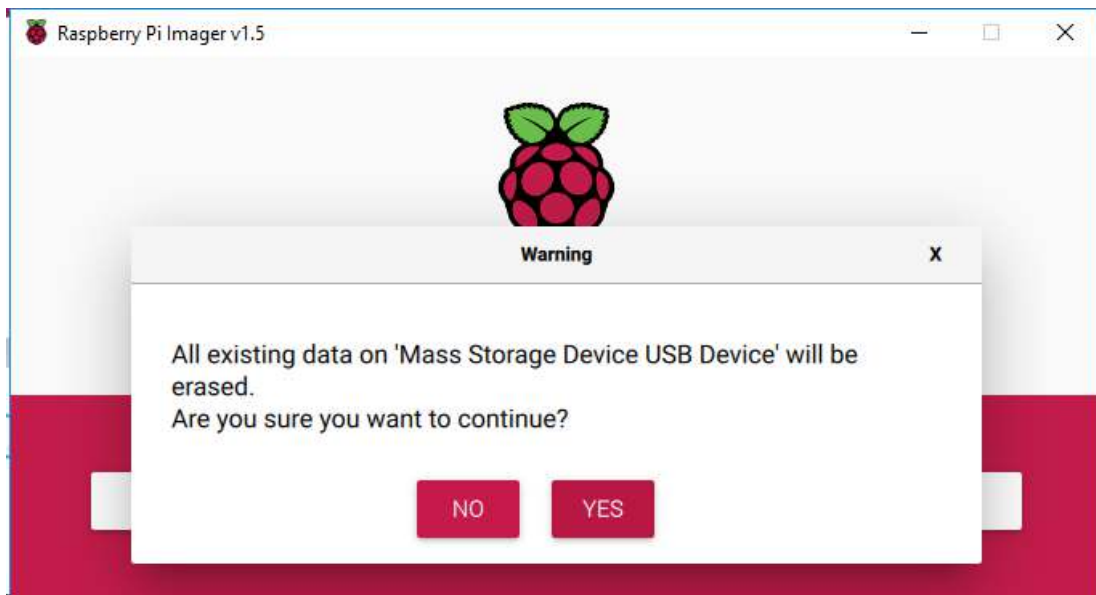 Raspberry Pi Imager v1.5
Warning
X
All existing data on 'Mass Storage Device USB Device' will be
erased.
Are you sure you want to continue?
NO YES